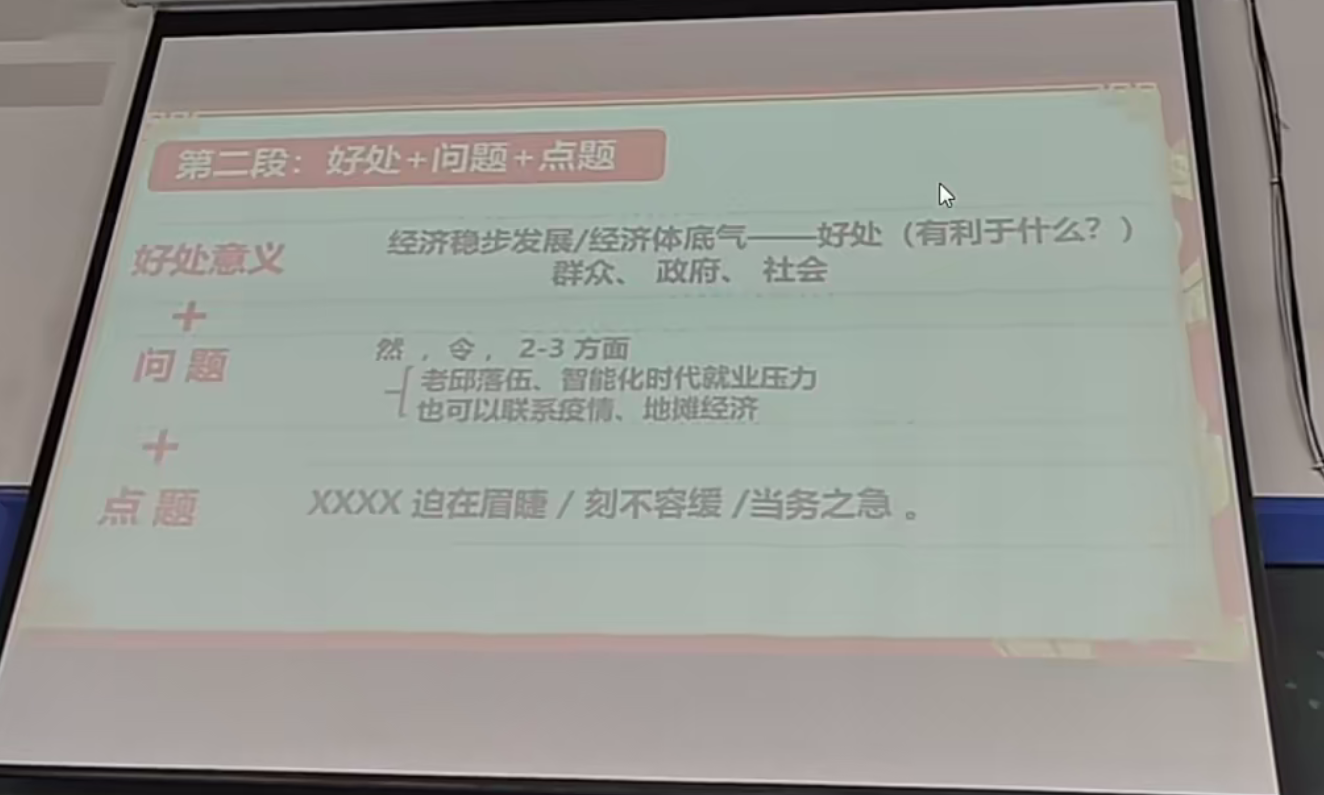 第二段：好处+问题+点题
好处意义
经济稳步发展/经济体底气——好处（有利于什么？）
群众、政府、社会
+
问题
然，令，2-3 方面
老邱落伍、智能化时代就业压力
也可以联系疫情、地摊经济
+
点题
XXXX 迫在眉睫 / 刻不容缓 /当务之急 。